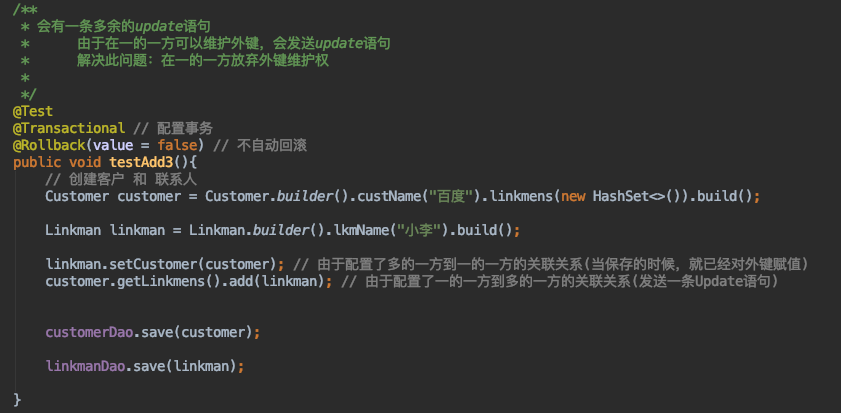 /**
 * 会有一条多余的update语句
 *      由于在一的一方可以维护外键，会发送update语句
 *      解决此问题：在一的一方放弃外键维护权
 *
 */
@Test
@Transactional // 配置事务
@Rollback(value = false) // 不自动回滚
public void testAdd3(){
    // 创建客户 和 联系人
    Customer customer = Customer.builder().custName("百度").linkmens(new HashSet<>()).build();
    Linkman linkman = Linkman.builder().lkmName("小李").build();
    linkman.setCustomer(customer); // 由于配置了多的一方到一的一方的关联关系(当保存的时候，就已经对外键赋值)
    customer.getLinkmens().add(linkman); // 由于配置了一的一方到多的一方的关联关系(发送一条Update语句)
    customerDao.save(customer);
    linkmanDao.save(linkman);
}